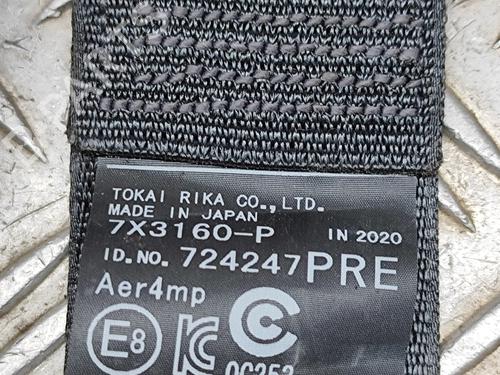 TOKAI RIKA CO.,LTD.
MADE IN JAPAN
7X3160-P IN 2020
ID.NO. 724247PRE
Aer4mp
E8